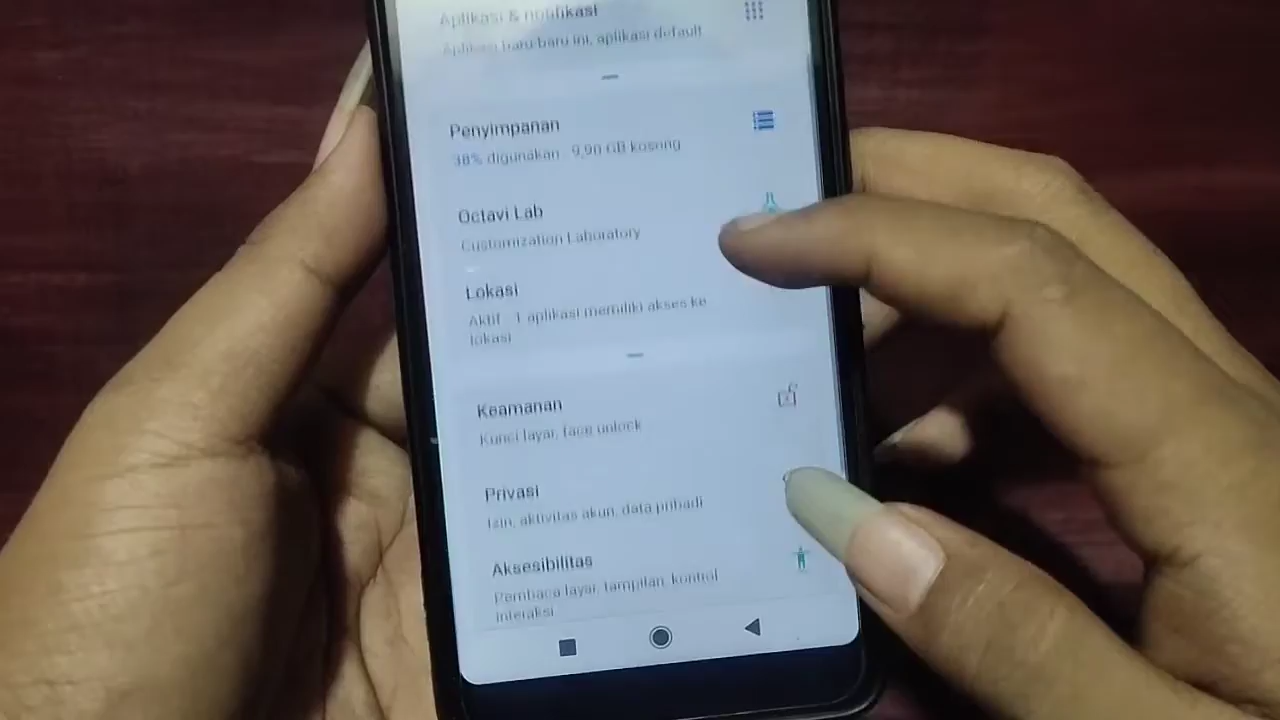 Aplikasi & notifikasi
Aplikasi baru-baru ini, aplikasi default
Penyimpanan
38% digunakan - 9,90 GB kosong
Octavi Lab
Customization Laboratory
Lokasi
Aktif - 1 aplikasi memiliki akses ke
lokasi
Keamanan
Kunci layar, face unlock
Privasi
Izin, aktivitas akun, data pribadi
Aksesibilitas
Pembaca layar, tampilan, kontrol
interaksi